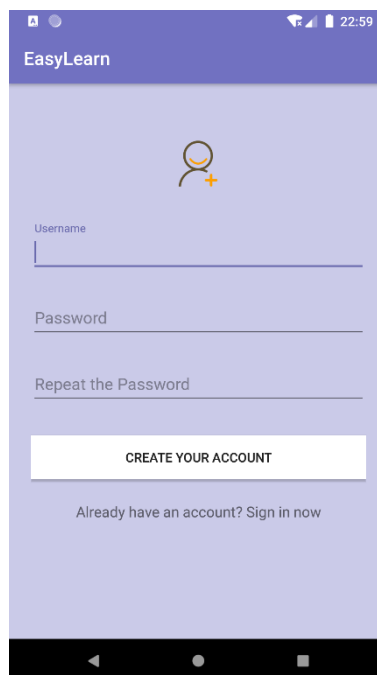 22:59
EasyLearn
Username
Password
Repeat the Password
CREATE YOUR ACCOUNT
Already have an account? Sign in now